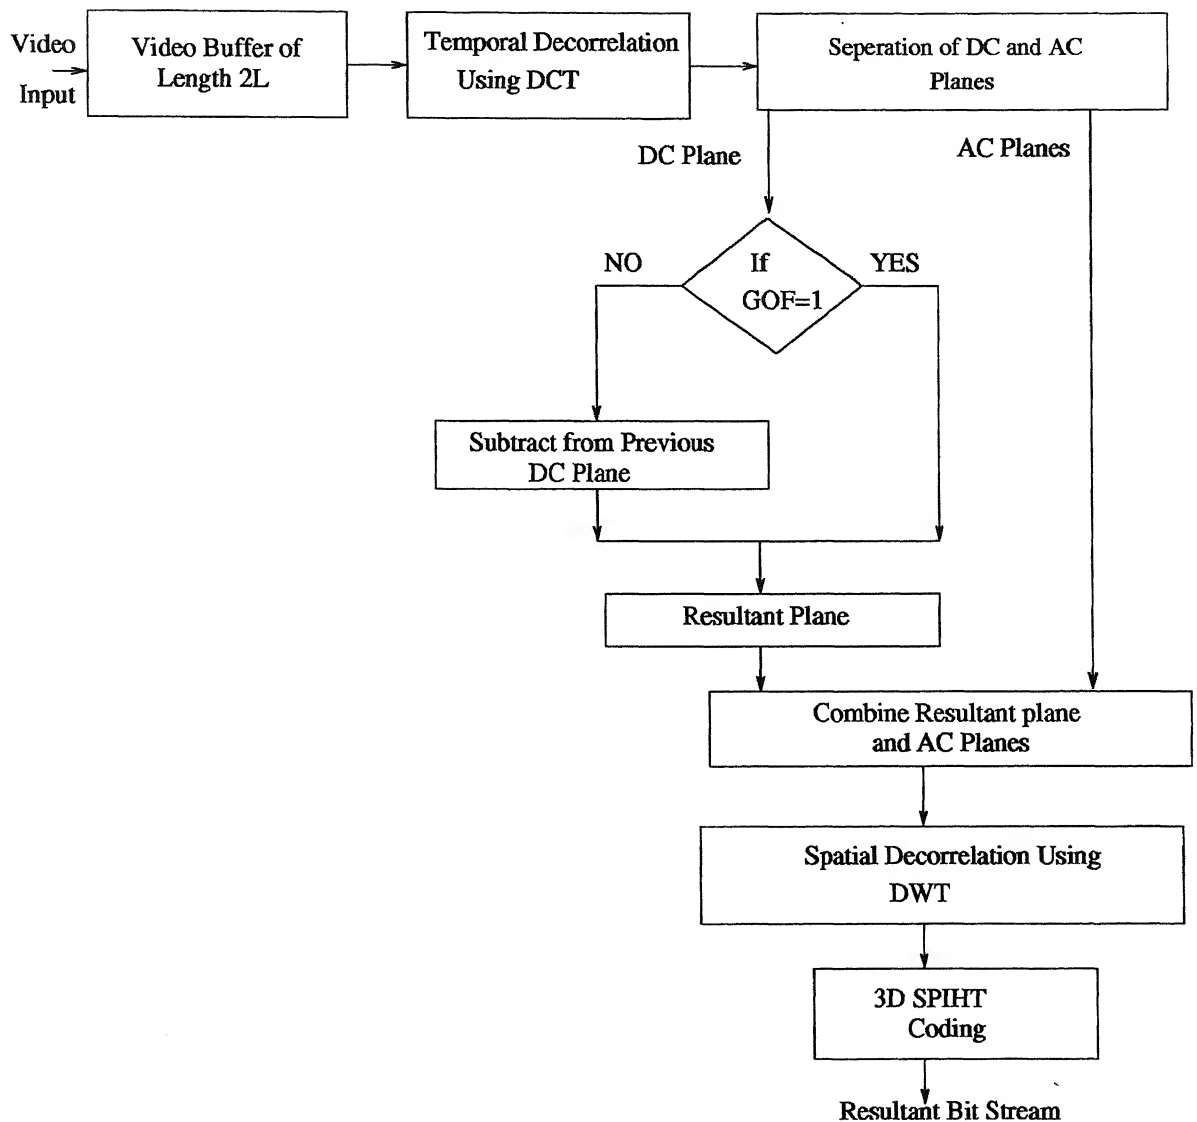 Video
Input
Video Buffer of
Length 2L
Temporal Decorrelation
Using DCT
Seperation of DC and AC
Planes
DC Plane
AC Planes
NO
If
GOF=1
YES
Subtract from Previous
DC Plane
Resultant Plane
Combine Resultant plane
and AC Planes
Spatial Decorrelation Using
DWT
3D SPIHT
Coding
Resultant Bit Stream